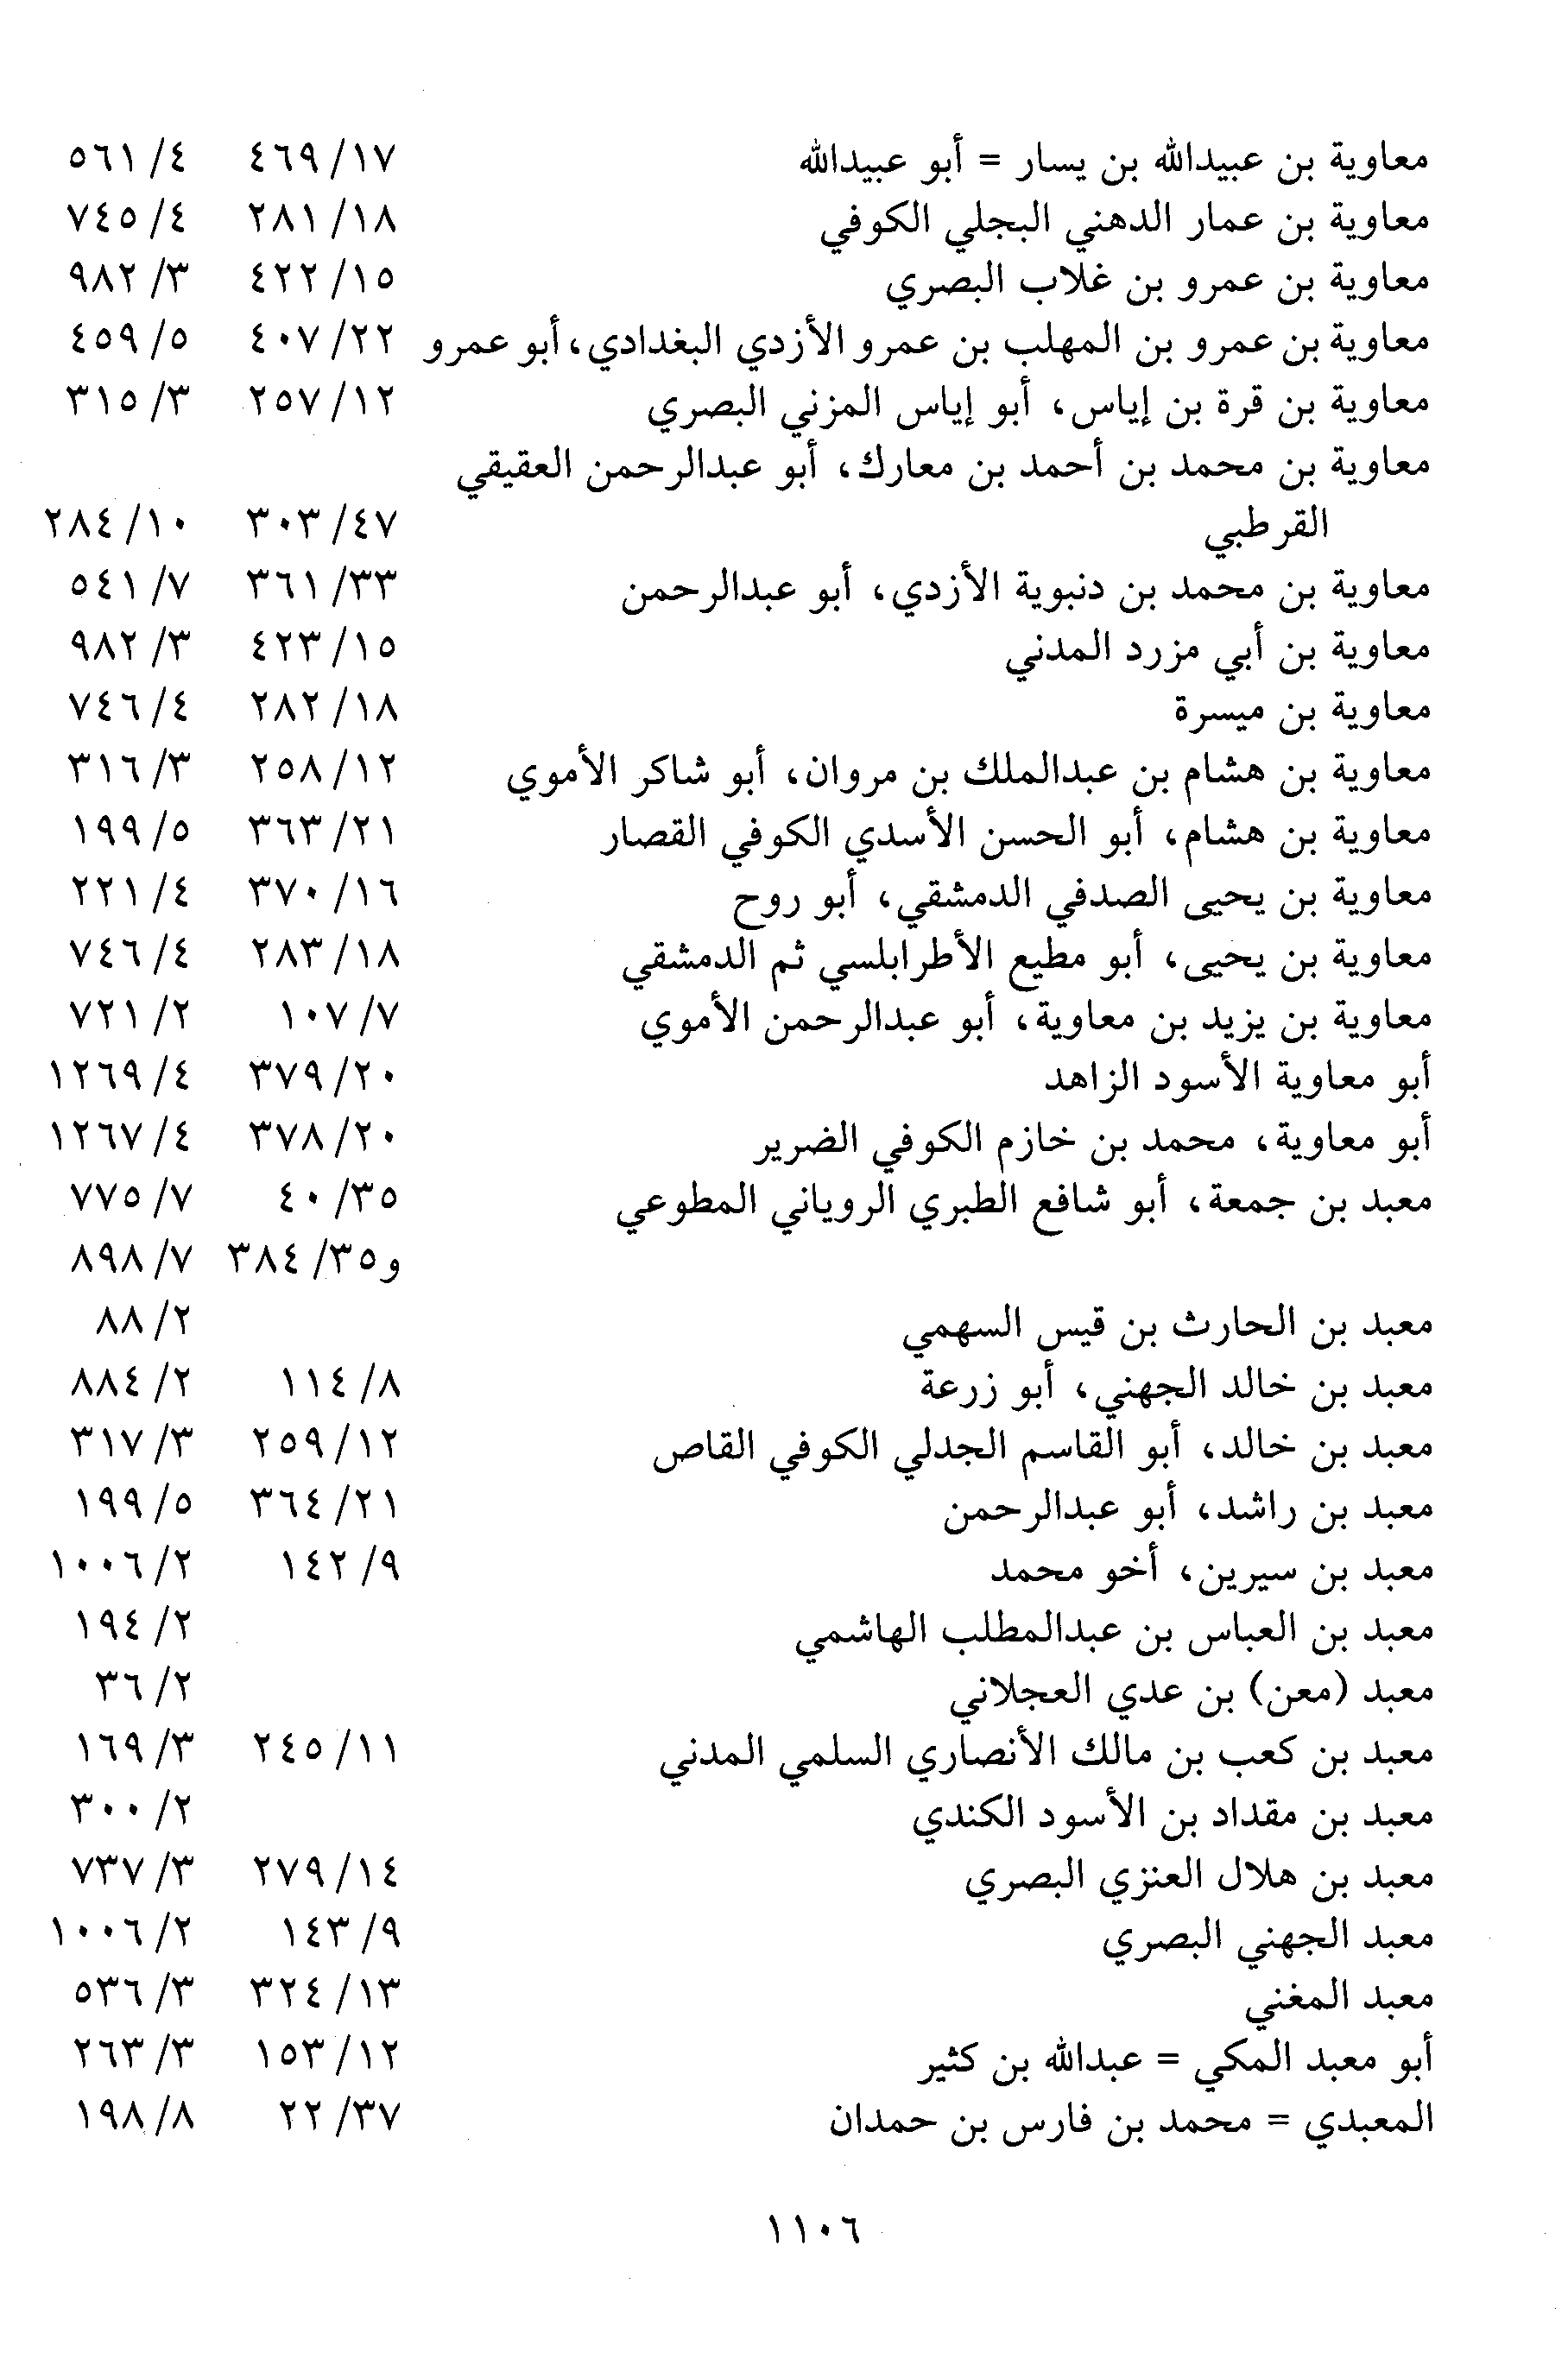 معاوية بن عبيدالله بن يسار = أبو عبيدالله ١٧/ ٤٦٩ ٤/ ٥٦١
معاوية بن عمار الدهني البجلي الكوفي ١٨/ ٢٨١ ٤/ ٧٤٥
معاوية بن عمرو بن غلاب البصري ١٥/ ٤٢٢ ٣/ ٩٨٢
معاوية بن عمرو بن المهلب بن عمرو الأزدي البغدادي، أبو عمرو ٢٢/ ٤٠٧ ٥/ ٤٥٩
معاوية بن قرة بن إياس، أبو إياس المزني البصري ١٢/ ٢٥٧ ٣/ ٣١٥
معاوية بن محمد بن أحمد بن معارك، أبو عبدالرحمن العقيقي
القرطبي ٤٧/ ٣٠٣ ١٠/ ٢٨٤
معاوية بن محمد بن دنبوية الأزدي، أبو عبدالرحمن ٣٣/ ٣٦١ ٧/ ٥٤١
معاوية بن أبي مزرد المدني ١٥/ ٤٢٣ ٣/ ٩٨٢
معاوية بن ميسرة ١٨/ ٢٨٢ ٤/ ٧٤٦
معاوية بن هشام بن عبدالملك بن مروان، أبو شاكر الأموي ١٢/ ٢٥٨ ٣/ ٣١٦
معاوية بن هشام، أبو الحسن الأسدي الكوفي القصار ٢١/ ٣٦٣ ٥/ ١٩٩
معاوية بن يحيى الصدفي الدمشقي، أبو روح ١٦/ ٣٧٠ ٤/ ٢٢١
معاوية بن يحيى، أبو مطيع الأطرابلسي ثم الدمشقي ١٨/ ٢٨٣ ٤/ ٧٤٦
معاوية بن يزيد بن معاوية، أبو عبدالرحمن الأموي ٧/ ١٠٧ ٢/ ٧٢١
أبو معاوية الأسود الزاهد ٢٠/ ٣٧٩ ٤/ ١٢٦٩
أبو معاوية، محمد بن خازم الكوفي الضرير ٢٠/ ٣٧٨ ٤/ ١٢٦٧
معبد بن جمعة، أبو شافع الطبري الروياني المطوعي ٣٥/ ٤٠ ٧/ ٧٧٥
و٣٥/ ٣٨٤ ٧/ ٨٩٨
معبد بن الحارث بن قيس السهمي ٢/ ٨٨
معبد بن خالد الجهني، أبو زرعة ٨/ ١١٤ ٢/ ٨٨٤
معبد بن خالد، أبو القاسم الجدلي الكوفي القاص ١٢/ ٢٥٩ ٣/ ٣١٧
معبد بن راشد، أبو عبدالرحمن ٢١/ ٣٦٤ ٥/ ١٩٩
معبد بن سيرين، أخو محمد ٩/ ١٤٢ ٢/ ١٠٠٦
معبد بن العباس بن عبدالمطلب الهاشمي ٢/ ١٩٤
معبد (معن) بن عدي العجلاني ٢/ ٣٦
معبد بن كعب بن مالك الأنصاري السلمي المدني ١١/ ٢٤٥ ٣/ ١٦٩
معبد بن مقداد بن الأسود الكندي ٢/ ٣٠٠
معبد بن هلال العنزي البصري ١٤/ ٢٧٩ ٣/ ٧٣٧
معبد الجهني البصري ٩/ ١٤٣ ٢/ ١٠٠٦
معبد المغني ١٣/ ٣٢٤ ٣/ ٥٣٦
أبو معبد المكي = عبدالله بن كثير ١٢/ ١٥٣ ٣/ ٢٦٣
المعبدي = محمد بن فارس بن حمدان ٣٧/ ٢٢ ٨/ ١٩٨
١١٠٦